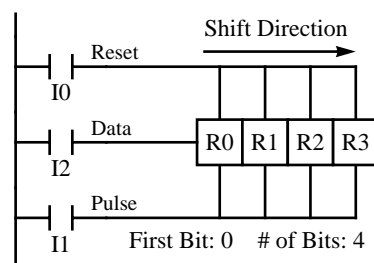 Shift Direction
Reset
I0
Data
R0 R1 R2 R3
I2
Pulse
I1
First Bit: 0 # of Bits: 4